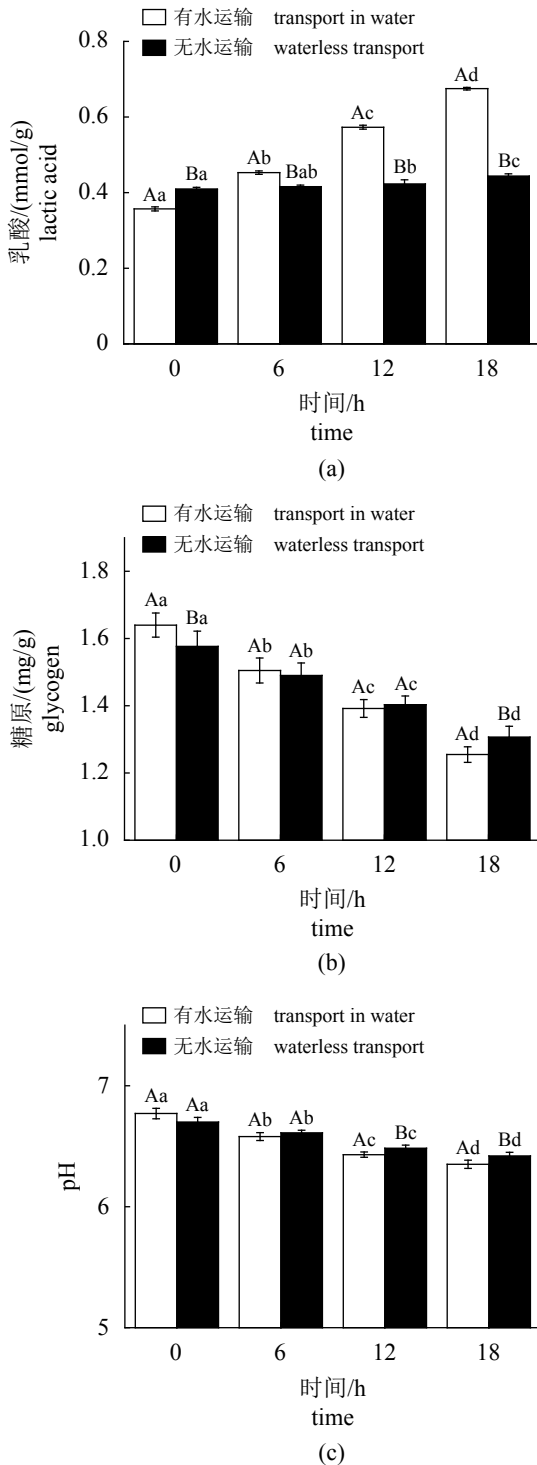 有水运输 transport in water
无水运输 waterless transport
0.8
0.6
0.4
0.2
0
乳酸/(mmol/g)
lactic acid
Aa Ba Ab Bab Ac Bb Ad Bc
0 6 12 18
时间/h
time
(a)
有水运输 transport in water
无水运输 waterless transport
1.8
1.6
1.4
1.2
1.0
糖原/(mg/g)
glycogen
Aa Ba Ab Ab Ac Ac Ad Bd
0 6 12 18
时间/h
time
(b)
有水运输 transport in water
无水运输 waterless transport
7
6
5
pH
Aa Aa Ab Ab Ac Bc Ad Bd
0 6 12 18
时间/h
time
(c)